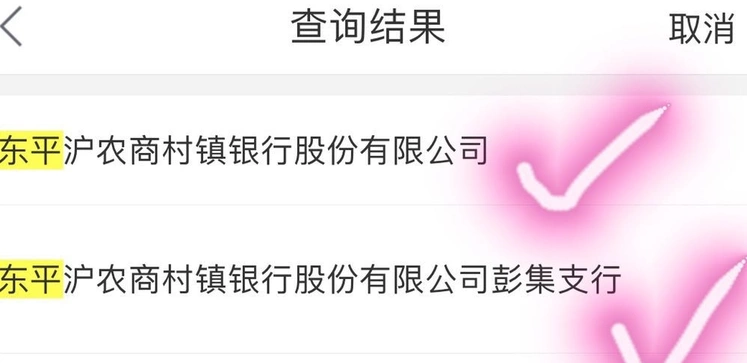 查询结果
取消
东平沪农商村镇银行股份有限公司
东平沪农商村镇银行股份有限公司彭集支行